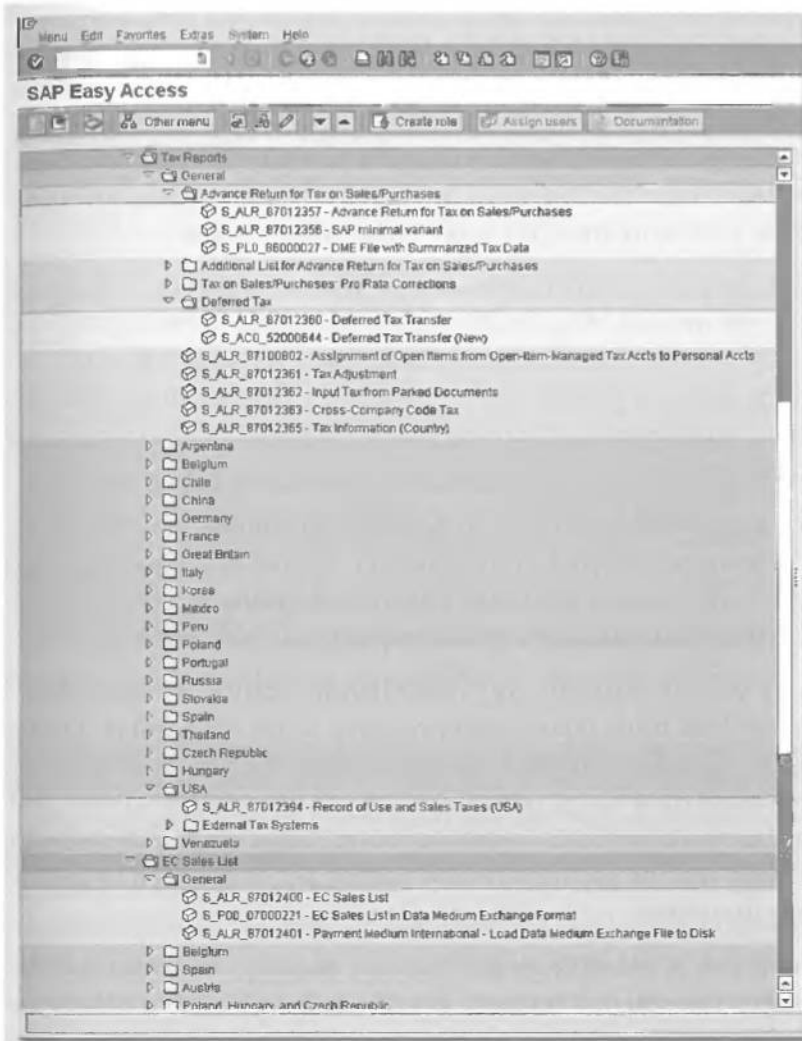 Menu Edit Favorites Extras System Help
SAP Easy Access
Other menu Create role Assign users Documentation
Tax Reports
General
Advance Return for Tax on Sales/Purchases
S_ALR_87012357 - Advance Return for Tax on Sales/Purchases
S_ALR_87012358 - SAP minimal variant
S_PL0_86000027 - DME File with Summarized Tax Data
Additional List for Advance Return for Tax on Sales/Purchases
Tax on Sales/Purchases: Pro Rata Corrections
Deferred Tax
S_ALR_87012360 - Deferred Tax Transfer
S_AC0_52000644 - Deferred Tax Transfer (New)
S_ALR_87100802 - Assignment of Open Items from Open-Item-Managed Tax Accts to Personal Accts
S_ALR_87012361 - Tax Adjustment
S_ALR_87012362 - Input Tax from Parked Documents
S_ALR_87012363 - Cross-Company Code Tax
S_ALR_87012365 - Tax Information (Country)
Argentina
Belgium
Chile
China
Germany
France
Great Britain
Italy
Korea
Mexico
Peru
Poland
Portugal
Russia
Slovakia
Spain
Thailand
Czech Republic
Hungary
USA
S_ALR_87012394 - Record of Use and Sales Taxes (USA)
External Tax Systems
Venezuela
EC Sales List
General
S_ALR_87012400 - EC Sales List
S_P00_07000221 - EC Sales List in Data Medium Exchange Format
S_ALR_87012401 - Payment Medium International - Load Data Medium Exchange File to Disk
Belgium
Spain
Austria
Poland, Hungary, and Czech Republic